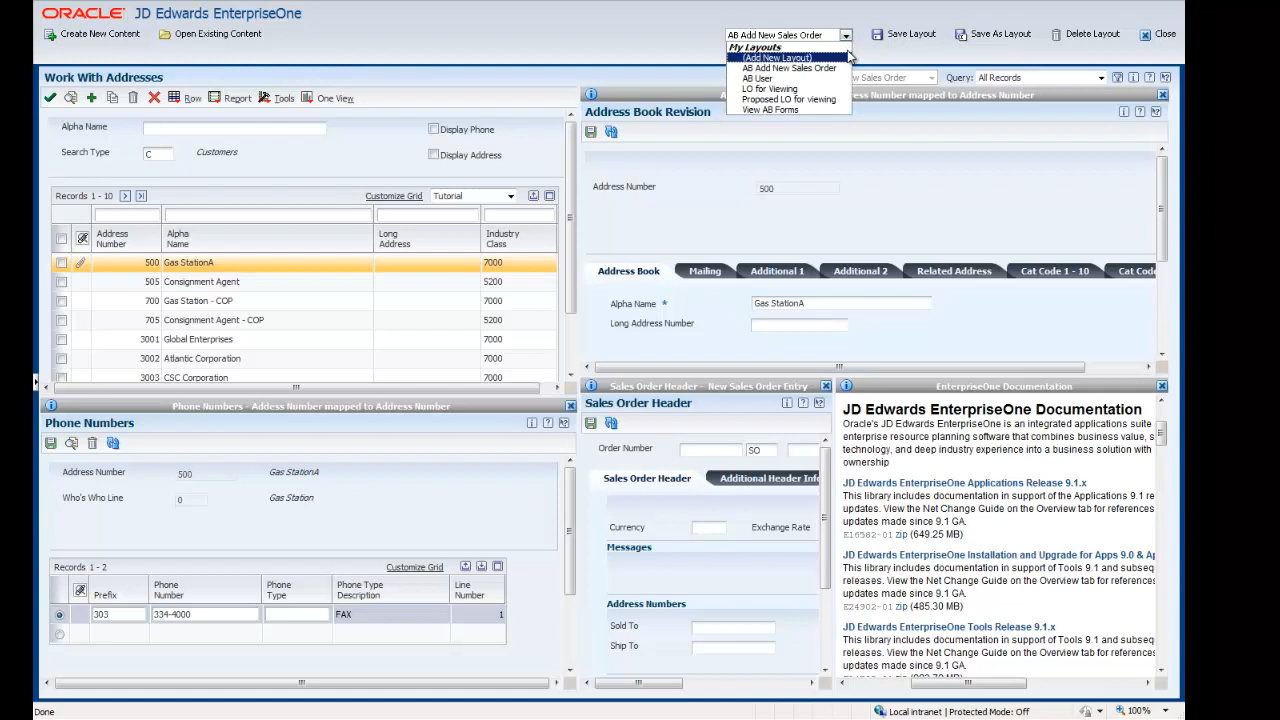 ORACLE JD Edwards EnterpriseOne
Create New Content
Open Existing Content
AB Add New Sales Order
Save Layout
Save As Layout
Delete Layout
Close
My Layouts
(Add New Layout)
AB Add New Sales Order
AB User
LO for Viewing
Proposed LO for viewing
View AB Forms
Work With Addresses
w Sales Order
Query:
All Records
Row
Report
Tools
One View
Alpha Name
Display Phone
Search Type
C
Customers
Display Address
Records 1 - 10
Customize Grid
Tutorial
Address Number
Alpha Name
Long Address
Industry Class
500 Gas StationA 7000
505 Consignment Agent 5200
700 Gas Station - COP 7000
705 Consignment Agent - COP 5200
3001 Global Enterprises 7000
3002 Atlantic Corporation 7000
3003 CSC Corporation 7000
Number mapped to Address Number
Address Book Revision
Address Number
500
Address Book
Mailing
Additional 1
Additional 2
Related Address
Cat Code 1 - 10
Cat Code
Alpha Name *
Gas StationA
Long Address Number
Phone Numbers - Addess Number mapped to Address Number
Phone Numbers
Address Number
500
Gas StationA
Who's Who Line
0
Gas Station
Records 1 - 2
Customize Grid
Prefix
Phone Number
Phone Type
Phone Type Description
Line Number
303 334-4000 FAX 1
Sales Order Header - New Sales Order Entry
Sales Order Header
Order Number
SO
Sales Order Header
Additional Header Info
Currency
Exchange Rate
Messages
Address Numbers
Sold To
Ship To
EnterpriseOne Documentation
JD Edwards EnterpriseOne Documentation
Oracle's JD Edwards EnterpriseOne is an integrated applications suite
enterprise resource planning software that combines business value, s
technology, and deep industry experience into a business solution with
ownership
JD Edwards EnterpriseOne Applications Release 9.1.x
This library includes documentation in support of the Applications 9.1 re
updates. View the Net Change Guide on the Overview tab for references
updates made since 9.1 GA.
E16582-01 zip (649.25 MB)
JD Edwards EnterpriseOne Installation and Upgrade for Apps 9.0 & Ap
This library includes documentation in support of the Tools 9.1 and subseq
releases. View the Net Change Guide on the Overview tab for references
updates made since 9.1 GA.
E24902-01 zip (485.30 MB)
JD Edwards EnterpriseOne Tools Release 9.1.x
This library includes documentation in support of the Tools 9.1 and subseq
releases. View the Net Change Guide on the Overview tab for references
updates made since 9.1 GA.
Done
Local intranet | Protected Mode: Off
100%